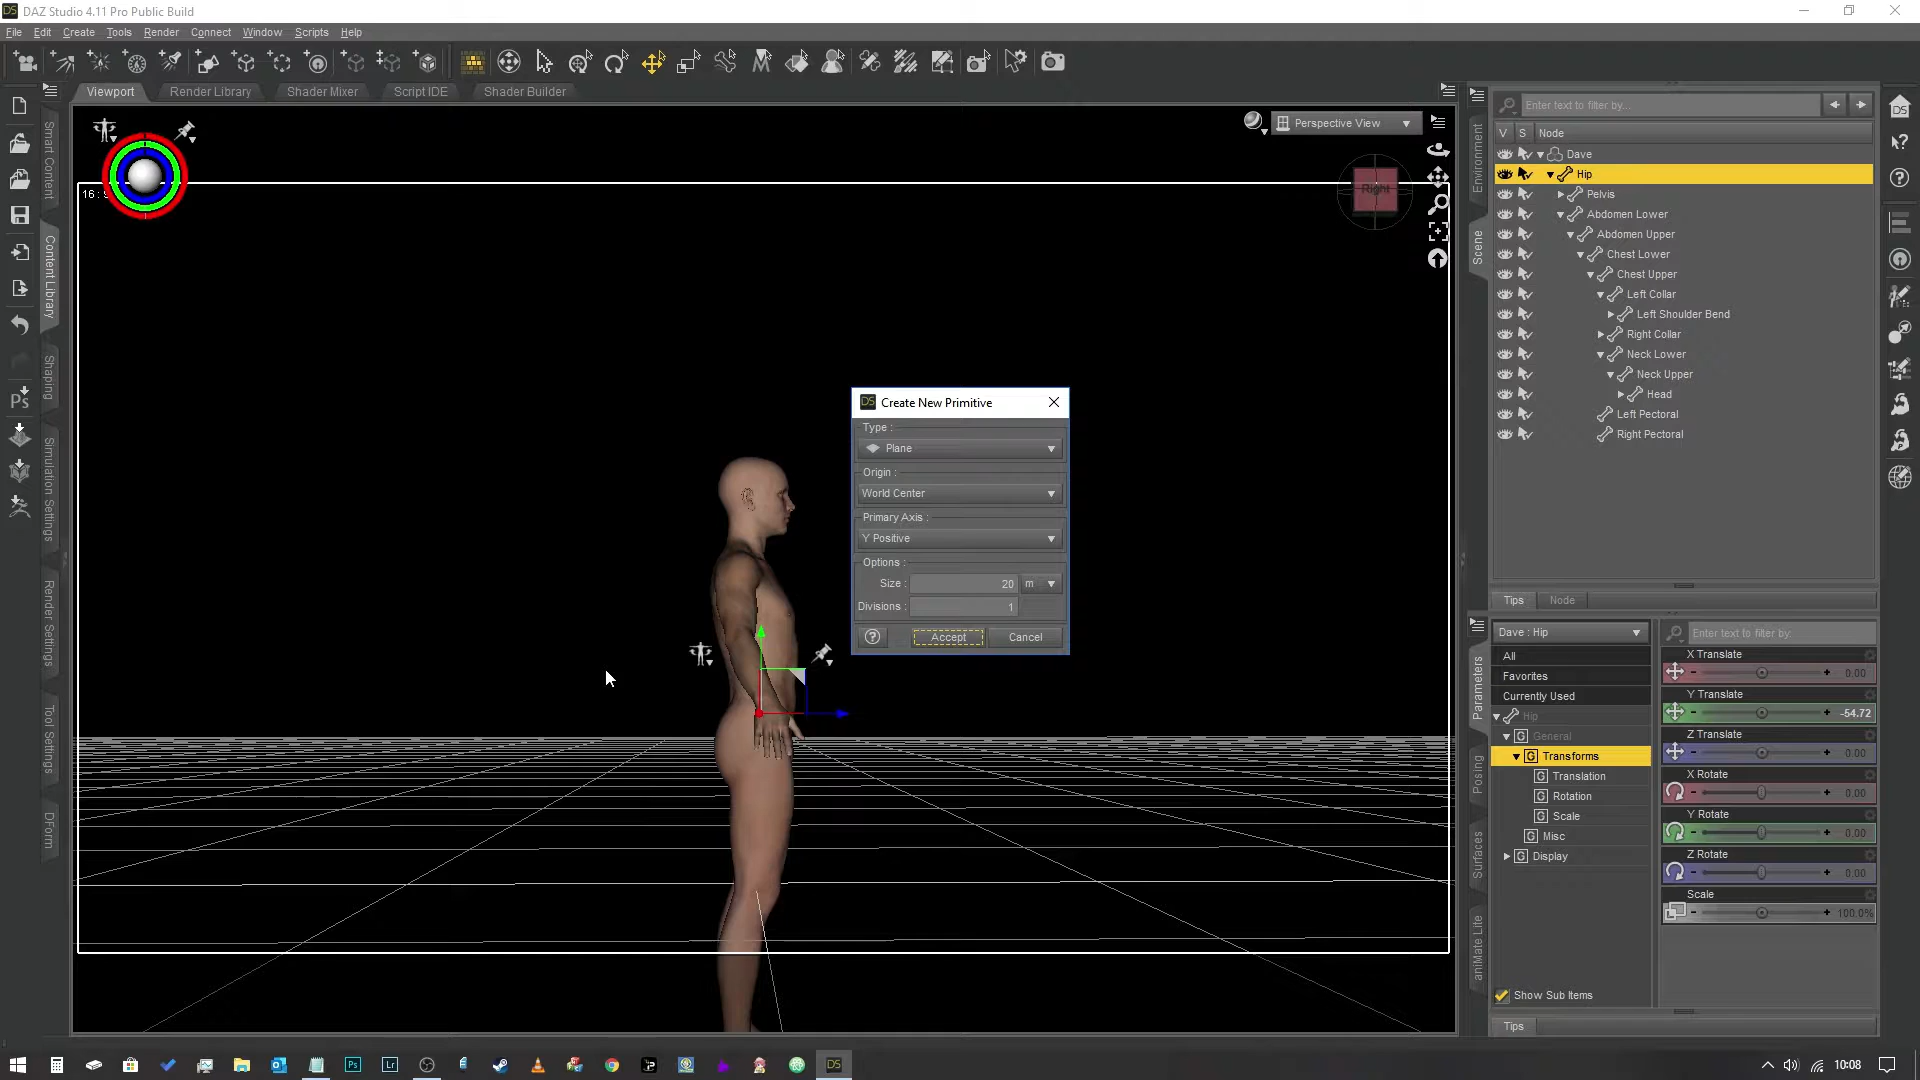 DAZ Studio 4.11 Pro Public Build
File Edit Create Tools Render Connect Window Scripts Help
Viewport Render Library Shader Mixer Script IDE Shader Builder
Smart Content
Content Library
Shaping
Simulation Settings
Render Settings
Tool Settings
DForm
Ps
16 :
Perspective View
Right
Create New Primitive
Type :
Plane
Origin :
World Center
Primary Axis :
Y Positive
Options :
Size : 20 m
Divisions : 1
Accept Cancel
Environment
Scene
Enter text to filter by...
V S Node
Dave
Hip
Pelvis
Abdomen Lower
Abdomen Upper
Chest Lower
Chest Upper
Left Collar
Left Shoulder Bend
Right Collar
Neck Lower
Neck Upper
Head
Left Pectoral
Right Pectoral
Tips Node
Parameters
Posing
Surfaces
aniMate Lite
Dave : Hip
Enter text to filter by:
All
Favorites
Currently Used
Hip
General
Transforms
Translation
Rotation
Scale
Misc
Display
Show Sub Items
X Translate
0.00
Y Translate
-54.72
Z Translate
0.00
X Rotate
0.00
Y Rotate
0.00
Z Rotate
0.00
Scale
100.0%
Tips
Ps Lr DS
10:08